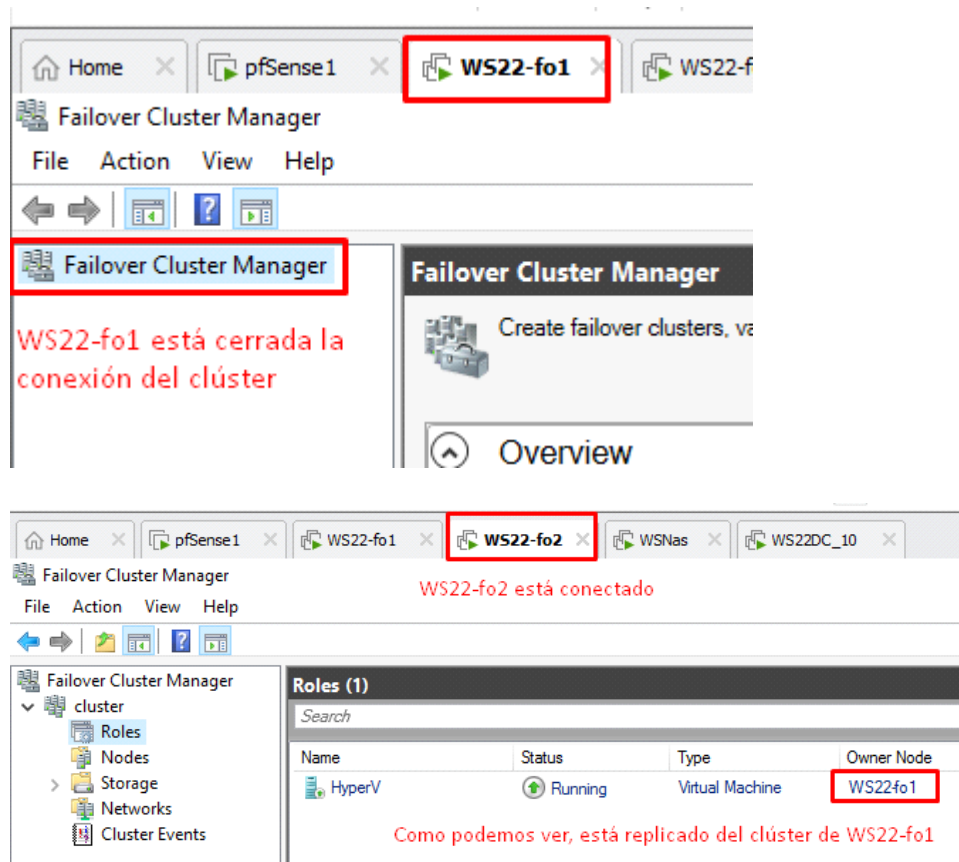 Home pfSense1 WS22-fo1 WS22-f
Failover Cluster Manager
File Action View Help
Failover Cluster Manager
Failover Cluster Manager
WS22-fo1 está cerrada la
conexión del clúster
Create failover clusters, va
Overview
Home pfSense1 WS22-fo1 WS22-fo2 WSNas WS22DC_10
Failover Cluster Manager
WS22-fo2 está conectado
File Action View Help
Failover Cluster Manager
cluster
Roles
Nodes
Storage
Networks
Cluster Events
Roles (1)
Search
Name Status Type Owner Node
HyperV Running Virtual Machine WS22-fo1
Como podemos ver, está replicado del clúster de WS22-fo1